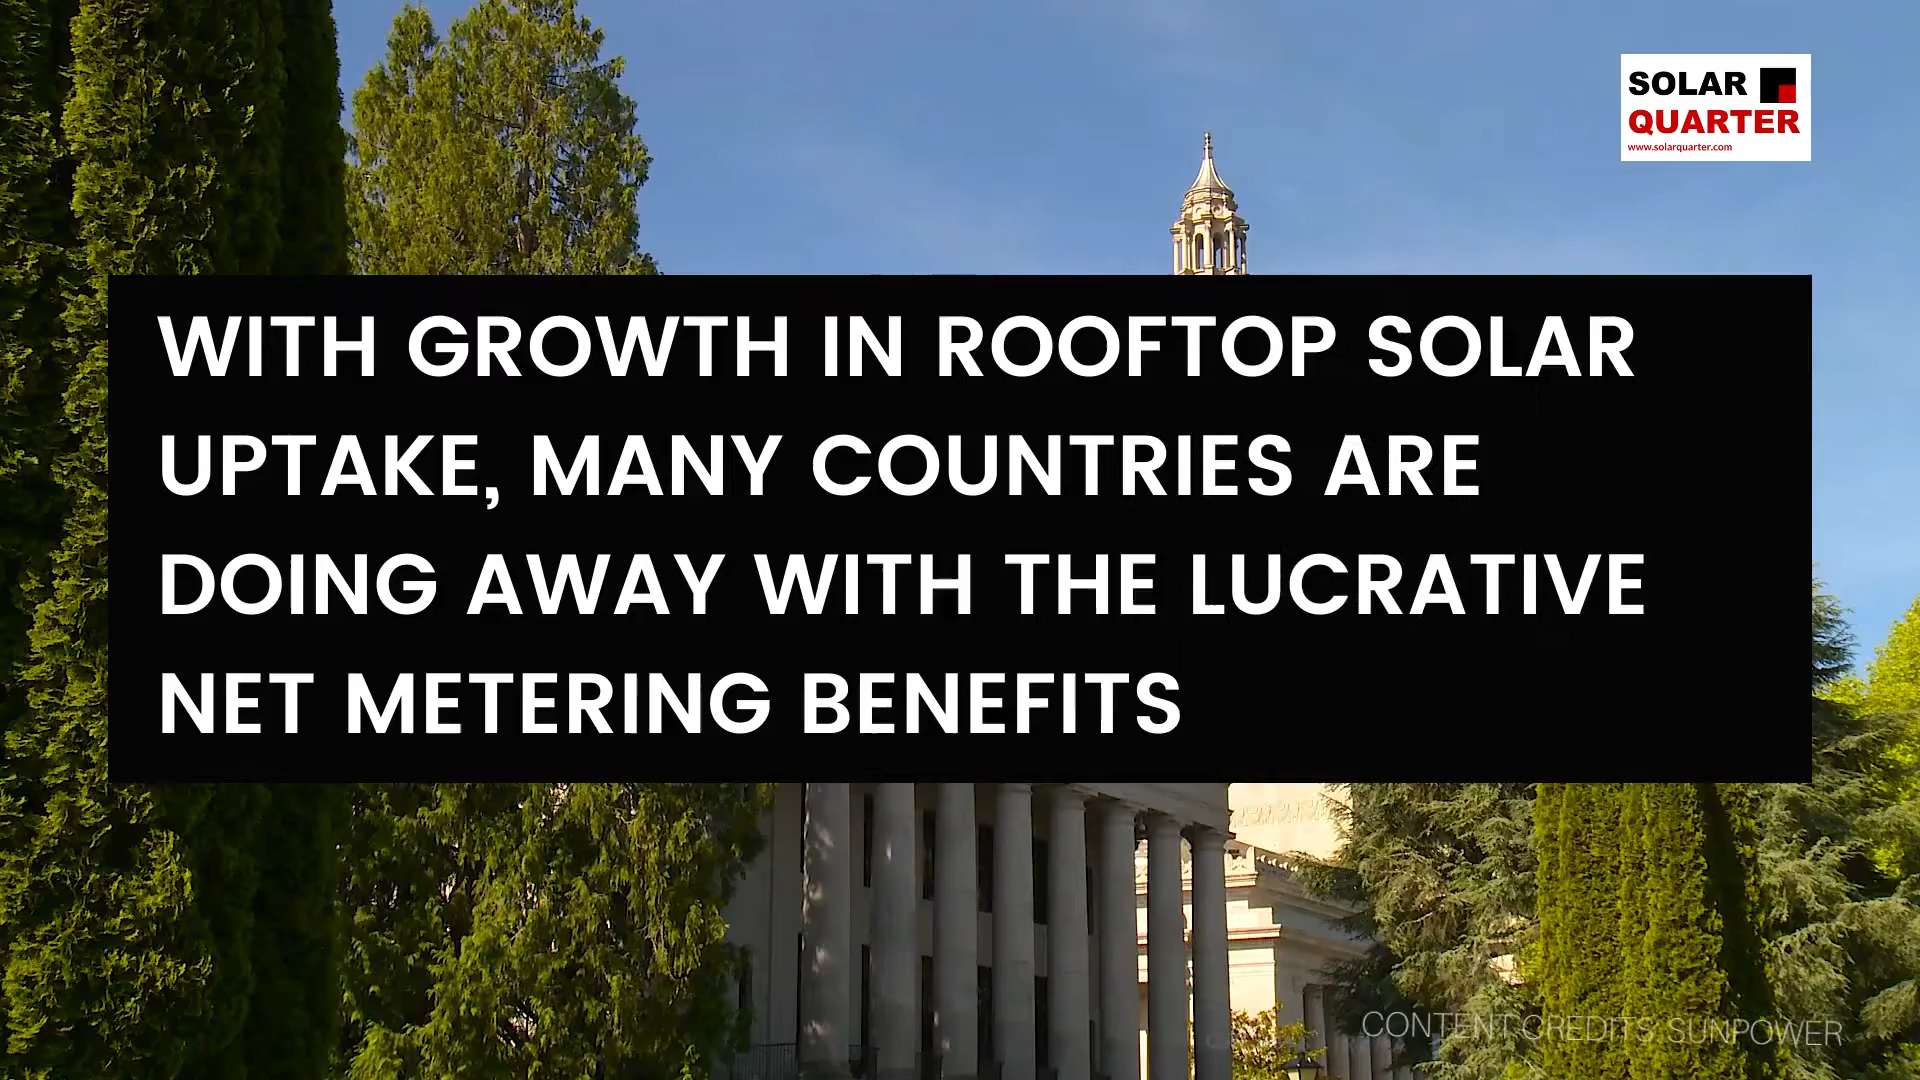 SOLAR
QUARTER
www.solarquarter.com
WITH GROWTH IN ROOFTOP SOLAR
UPTAKE, MANY COUNTRIES ARE
DOING AWAY WITH THE LUCRATIVE
NET METERING BENEFITS
CONTENT CREDITS: SUNPOWER